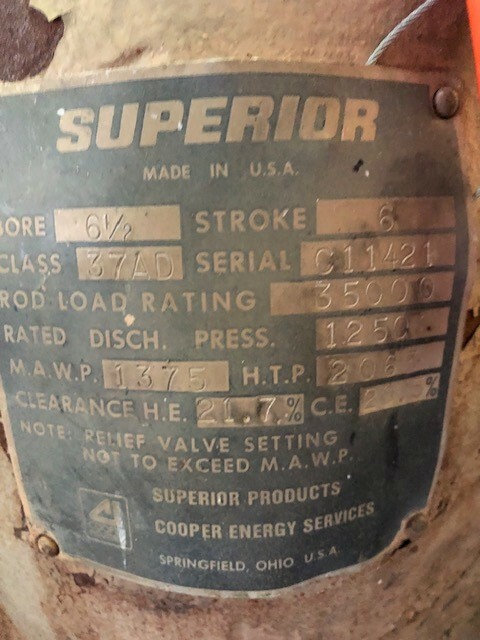 SUPERIOR
MADE IN U.S.A.
BORE 6½ STROKE 6
CLASS 37AD SERIAL C11421
ROD LOAD RATING 35000
RATED DISCH. PRESS. 1250
M.A.W.P. 1375 H.T.P.
CLEARANCE H.E. 21.7% C.E.
NOTE: RELIEF VALVE SETTING
NOT TO EXCEED M.A.W.P.
SUPERIOR PRODUCTS
COOPER ENERGY SERVICES
SPRINGFIELD, OHIO U.S.A